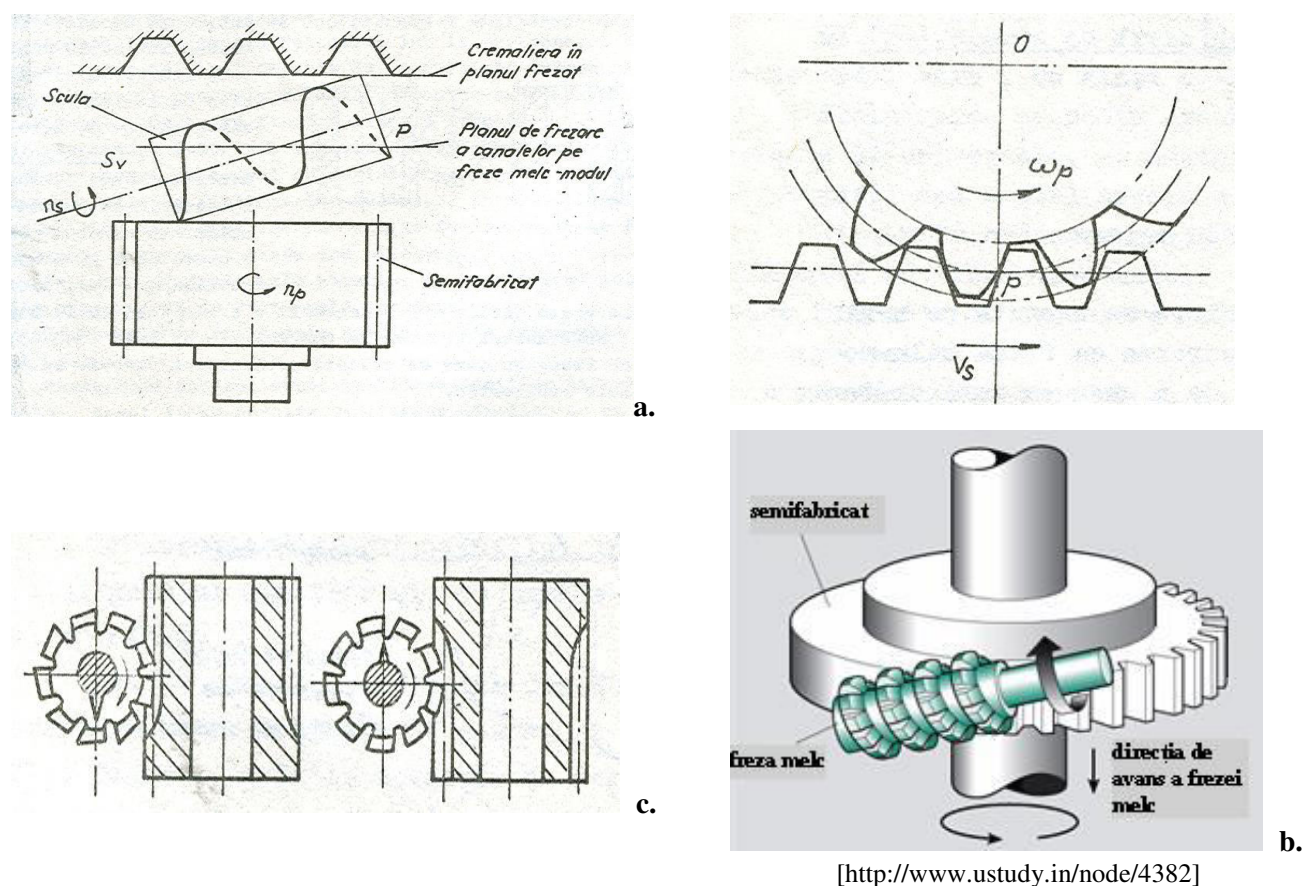 Cremaliera în
planul frezat
Scula
P
Planul de frezare
a canalelor pe
freze melc-modul
Sv
ns
np
Semifabricat
a.
O
ωp
P
Vs
semifabricat
freza melc
direcția de
avans a frezei
melc
b.
c.
[http://www.ustudy.in/node/4382]